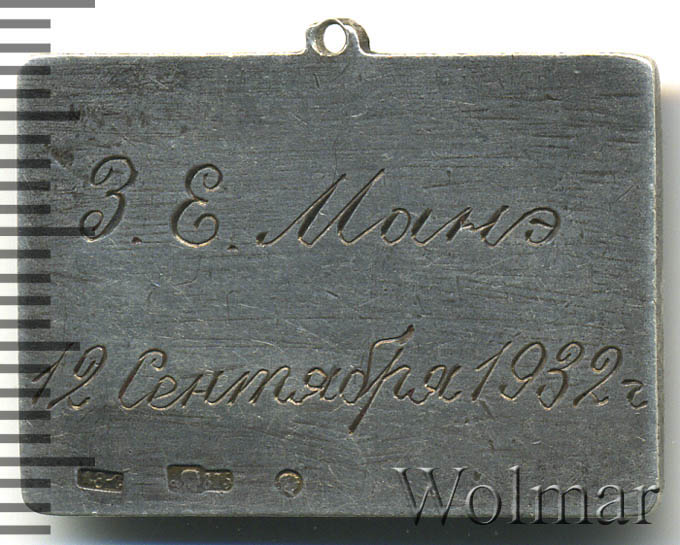 З. Е. Манэ
12 Сентября 1932 г
Wolmar